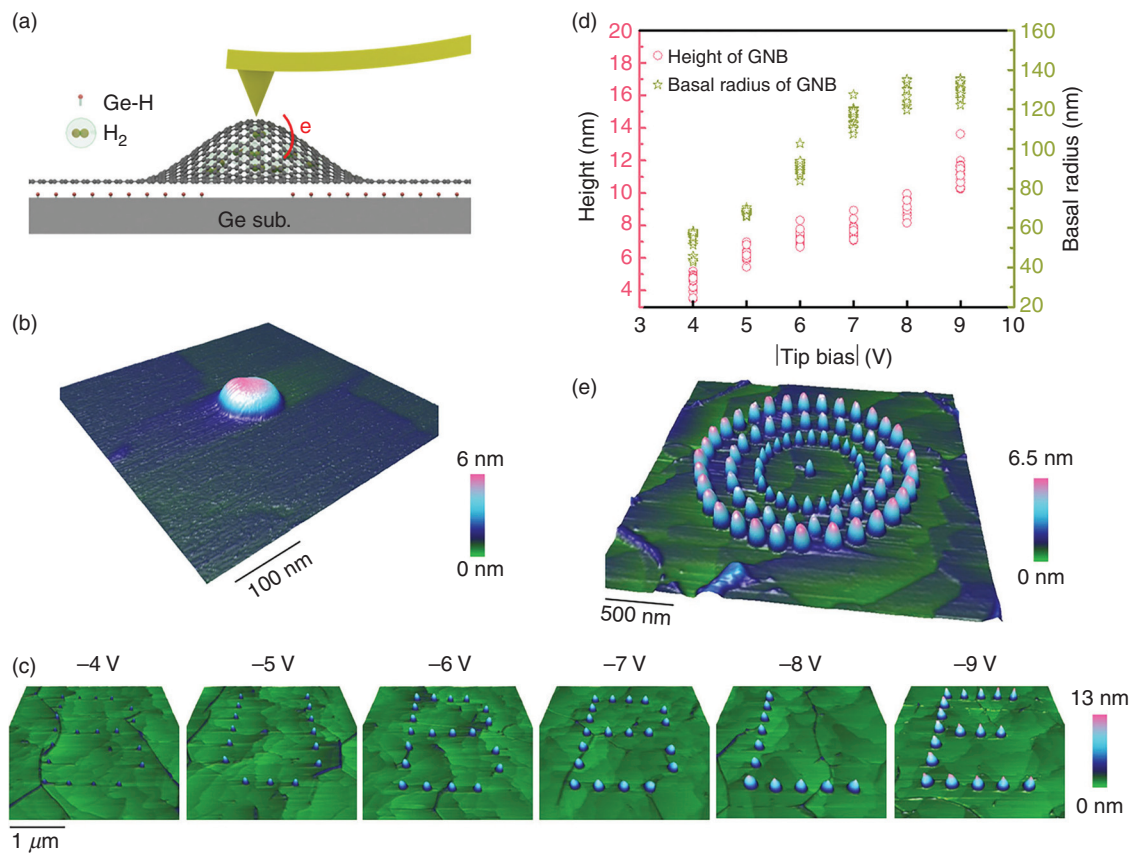 (a)
Ge-H
H2
e
Ge sub.
(b)
6 nm
0 nm
100 nm
(c)
–4 V
–5 V
–6 V
–7 V
–8 V
–9 V
13 nm
0 nm
1 μm
(d)
Height of GNB
Basal radius of GNB
Height (nm)
20
18
16
14
12
10
8
6
4
Basal radius (nm)
160
140
120
100
80
60
40
20
3 4 5 6 7 8 9 10
|Tip bias| (V)
(e)
6.5 nm
0 nm
500 nm